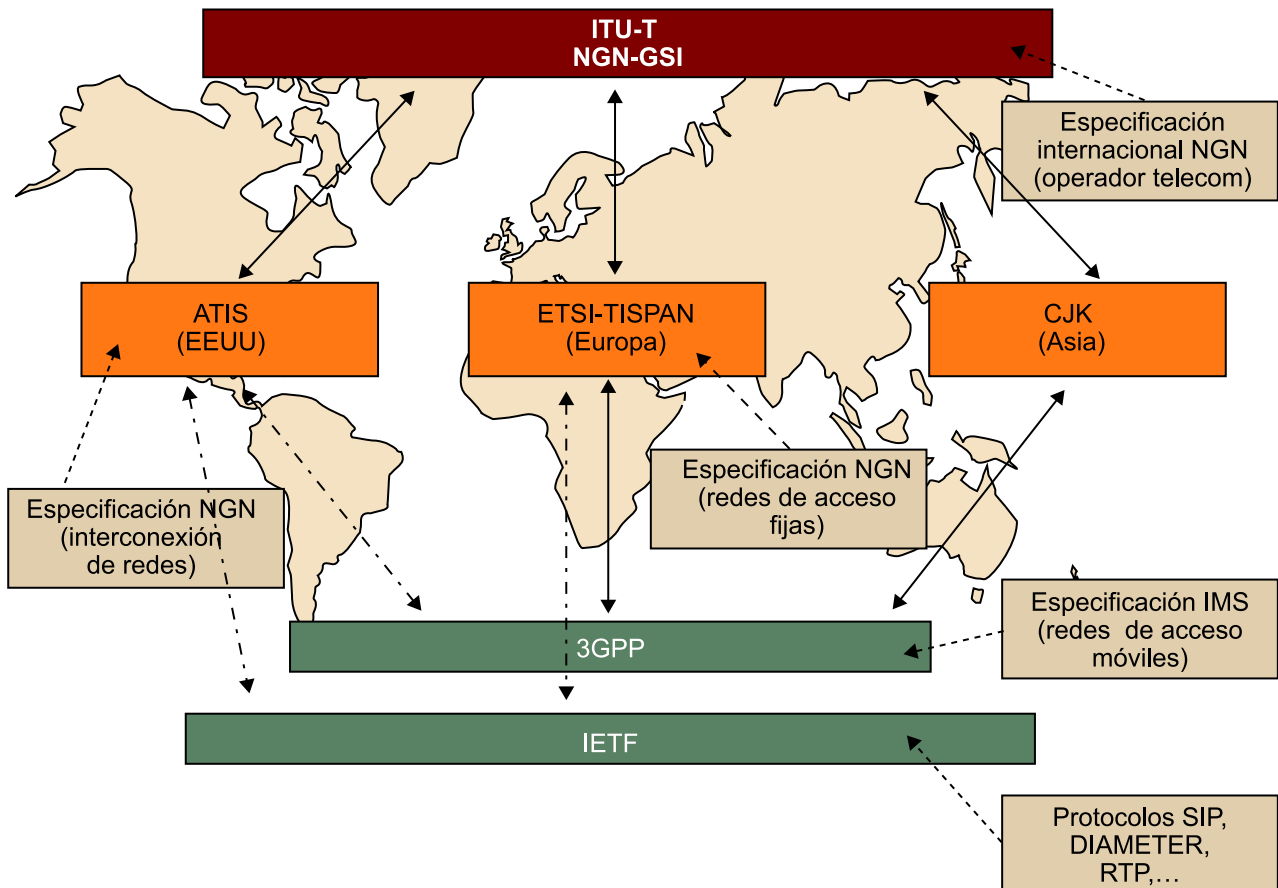 ITU-T
NGN-GSI
Especificación
internacional NGN
(operador telecom)
ATIS
(EEUU)
ETSI-TISPAN
(Europa)
CJK
(Asia)
Especificación NGN
(interconexión
de redes)
Especificación NGN
(redes de acceso
fijas)
Especificación IMS
(redes de acceso
móviles)
3GPP
IETF
Protocolos SIP,
DIAMETER,
RTP,...